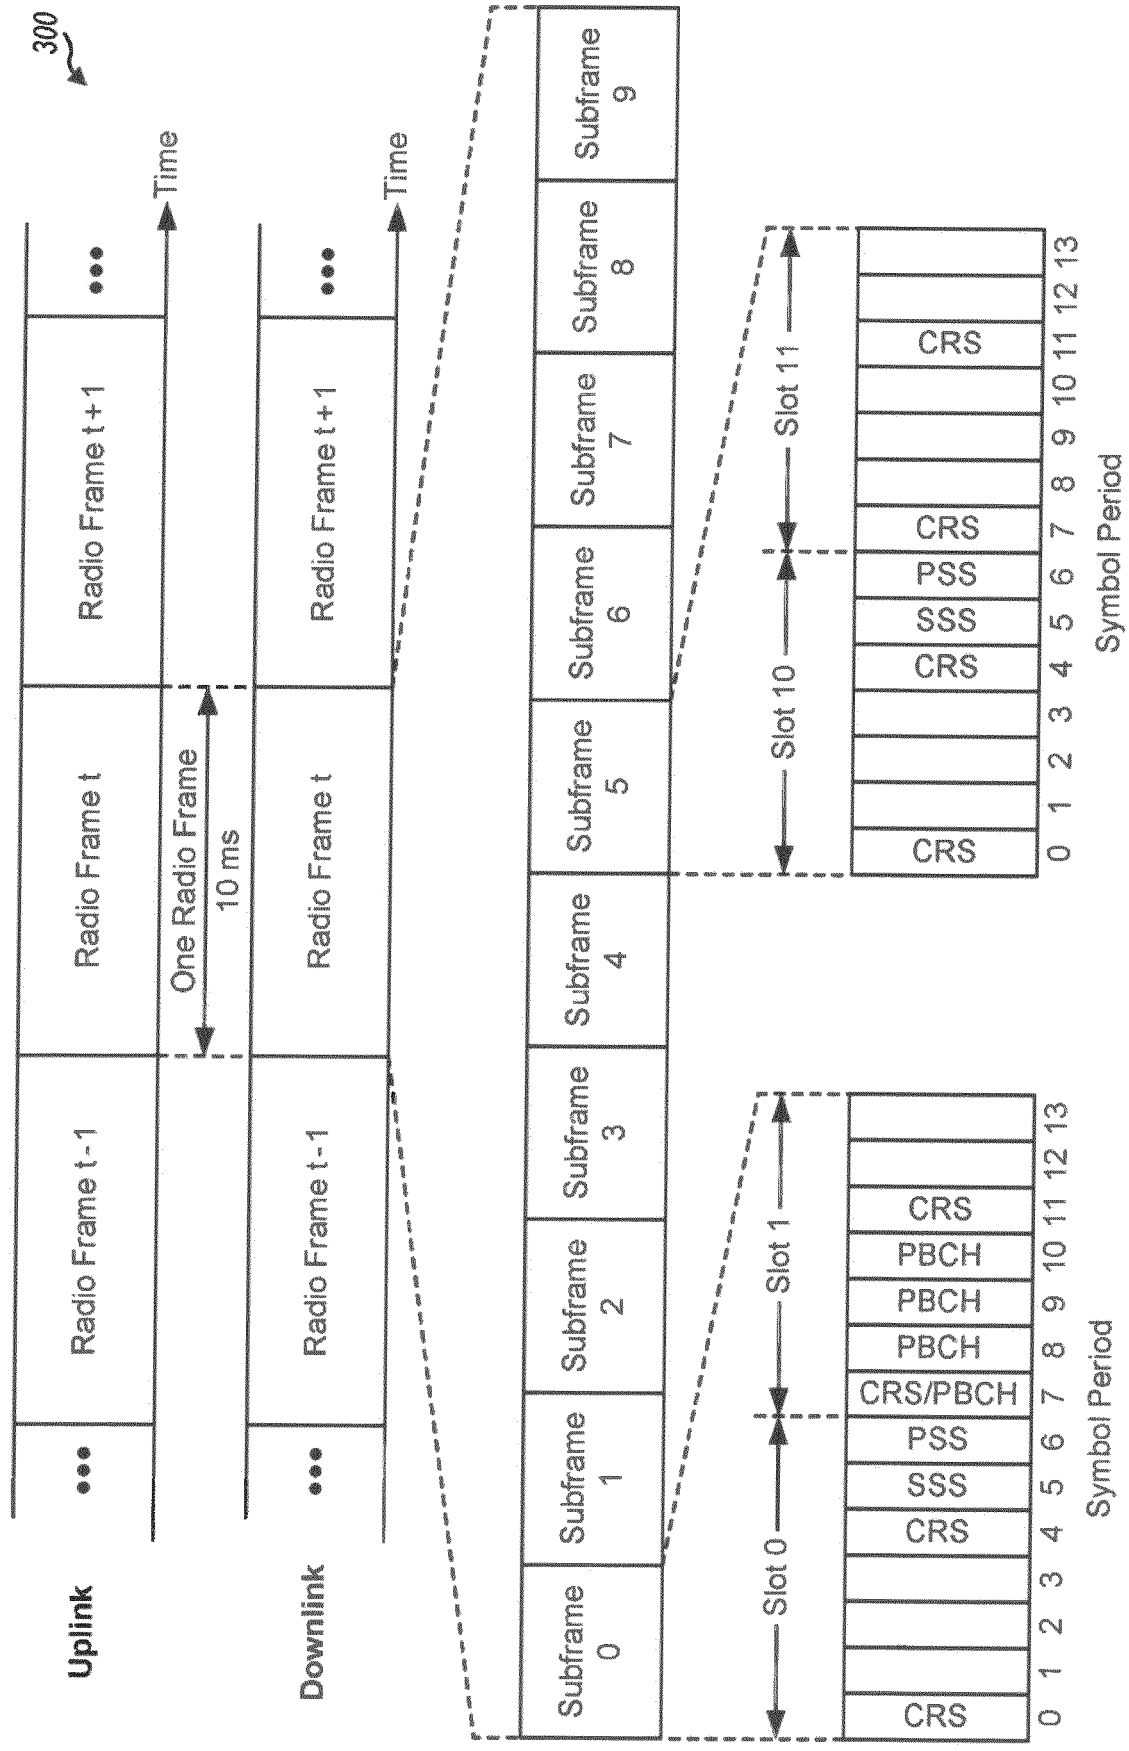 300
Uplink
••• Radio Frame t-1 Radio Frame t Radio Frame t+1 •••
Time
One Radio Frame
10 ms
Downlink
••• Radio Frame t-1 Radio Frame t Radio Frame t+1 •••
Time
Subframe 0
Subframe 1
Subframe 2
Subframe 3
Subframe 4
Subframe 5
Subframe 6
Subframe 7
Subframe 8
Subframe 9
Slot 0 Slot 1
CRS CRS SSS PSS CRS/PBCH PBCH PBCH PBCH CRS
0 1 2 3 4 5 6 7 8 9 10 11 12 13
Symbol Period
Slot 10 Slot 11
CRS CRS SSS PSS CRS CRS
0 1 2 3 4 5 6 7 8 9 10 11 12 13
Symbol Period